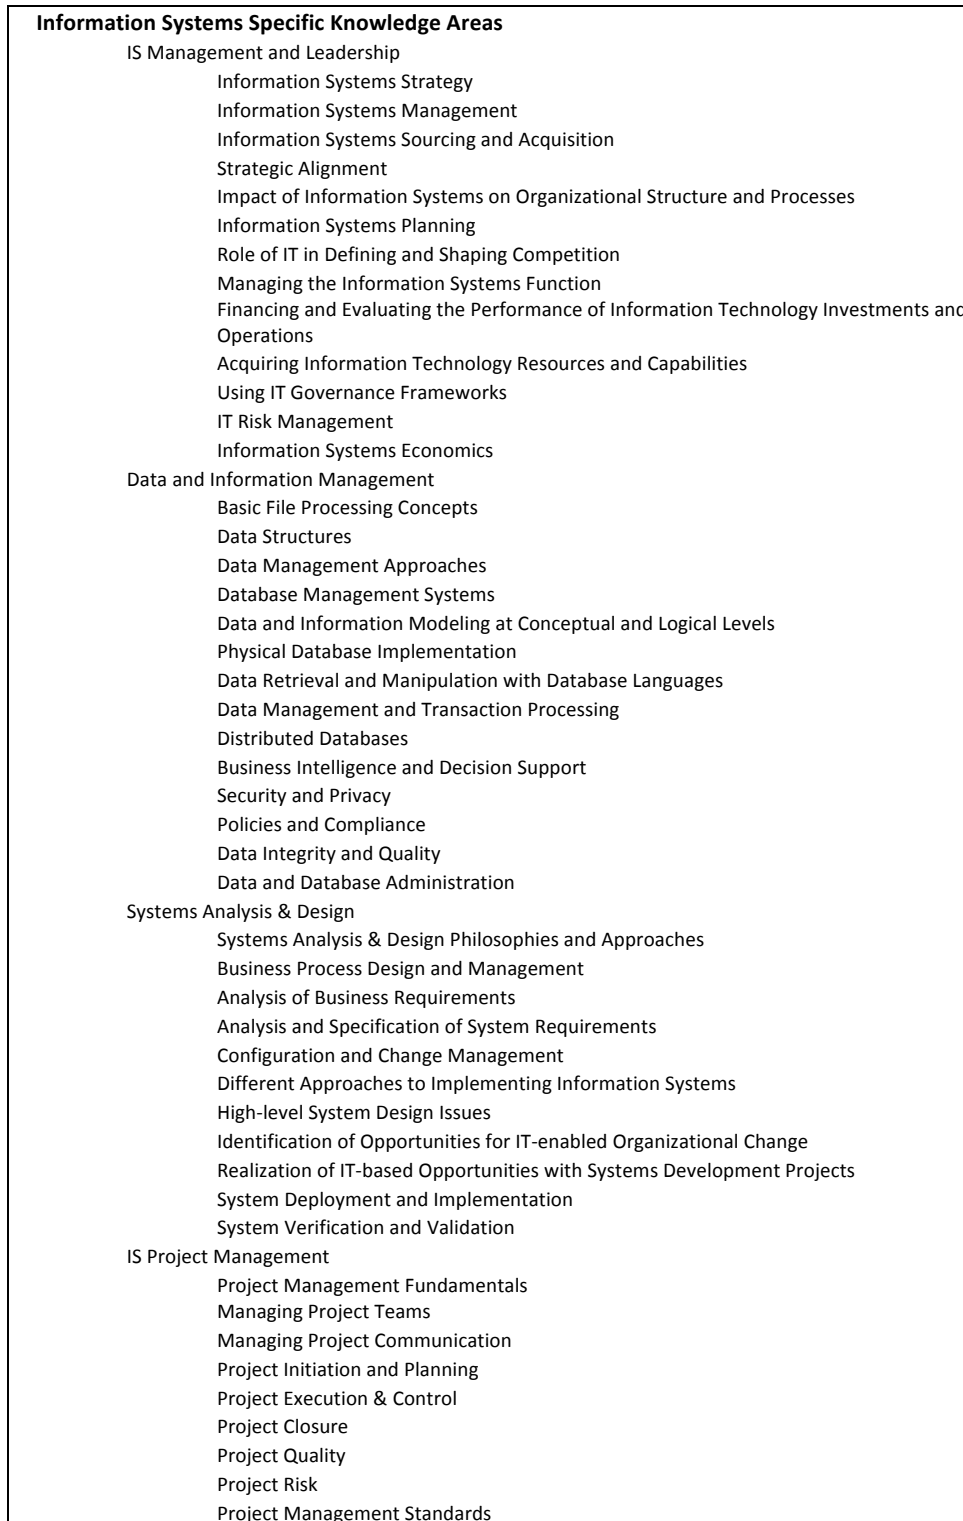 Information Systems Specific Knowledge Areas
IS Management and Leadership
Information Systems Strategy
Information Systems Management
Information Systems Sourcing and Acquisition
Strategic Alignment
Impact of Information Systems on Organizational Structure and Processes
Information Systems Planning
Role of IT in Defining and Shaping Competition
Managing the Information Systems Function
Financing and Evaluating the Performance of Information Technology Investments and
Operations
Acquiring Information Technology Resources and Capabilities
Using IT Governance Frameworks
IT Risk Management
Information Systems Economics
Data and Information Management
Basic File Processing Concepts
Data Structures
Data Management Approaches
Database Management Systems
Data and Information Modeling at Conceptual and Logical Levels
Physical Database Implementation
Data Retrieval and Manipulation with Database Languages
Data Management and Transaction Processing
Distributed Databases
Business Intelligence and Decision Support
Security and Privacy
Policies and Compliance
Data Integrity and Quality
Data and Database Administration
Systems Analysis & Design
Systems Analysis & Design Philosophies and Approaches
Business Process Design and Management
Analysis of Business Requirements
Analysis and Specification of System Requirements
Configuration and Change Management
Different Approaches to Implementing Information Systems
High-level System Design Issues
Identification of Opportunities for IT-enabled Organizational Change
Realization of IT-based Opportunities with Systems Development Projects
System Deployment and Implementation
System Verification and Validation
IS Project Management
Project Management Fundamentals
Managing Project Teams
Managing Project Communication
Project Initiation and Planning
Project Execution & Control
Project Closure
Project Quality
Project Risk
Project Management Standards